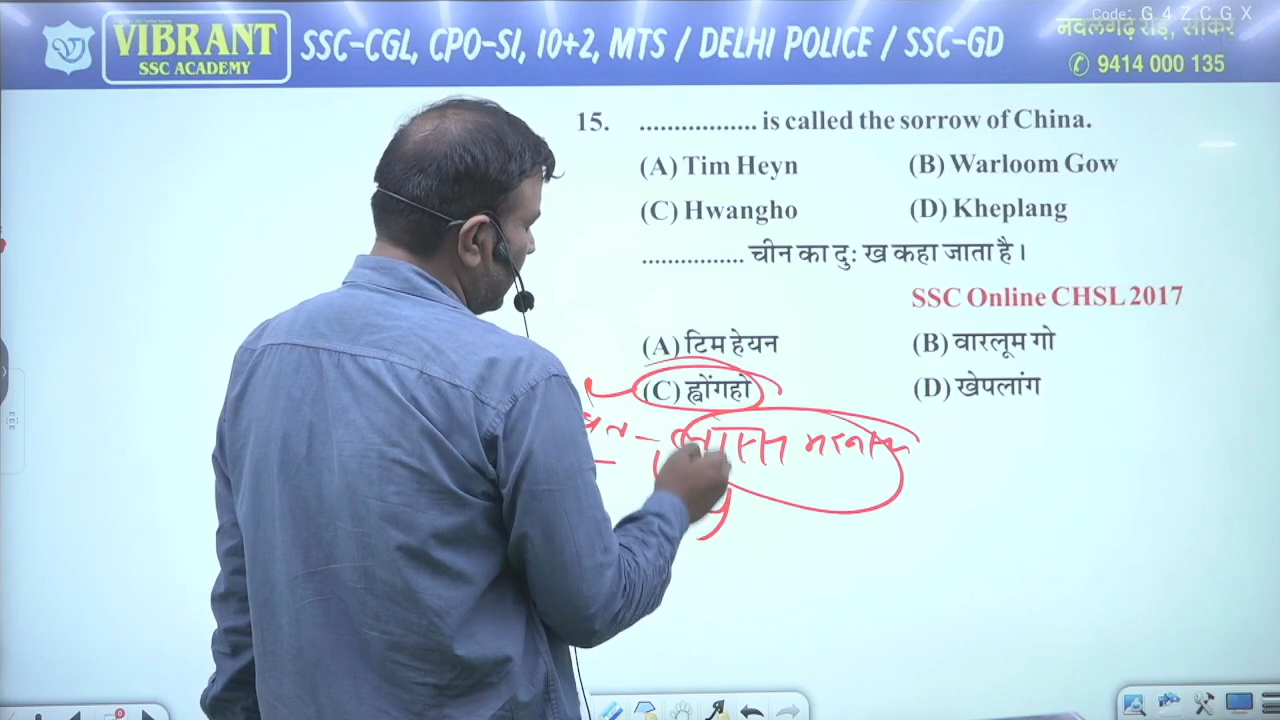 Code: G 4 Z C G X
VIBRANT
SSC ACADEMY
SSC-CGL, CPO-SI, 10+2, MTS / DELHI POLICE / SSC-GD
नवलगढ़ रोड़, सीकर
9414 000 135
15. .................. is called the sorrow of China.
(A) Tim Heyn (B) Warloom Gow
(C) Hwangho (D) Kheplang
................ चीन का दुः ख कहा जाता है।
SSC Online CHSL 2017
(A) टिम हेयन (B) वारलूम गो
(C) ह्वोंगहो (D) खेपलांग